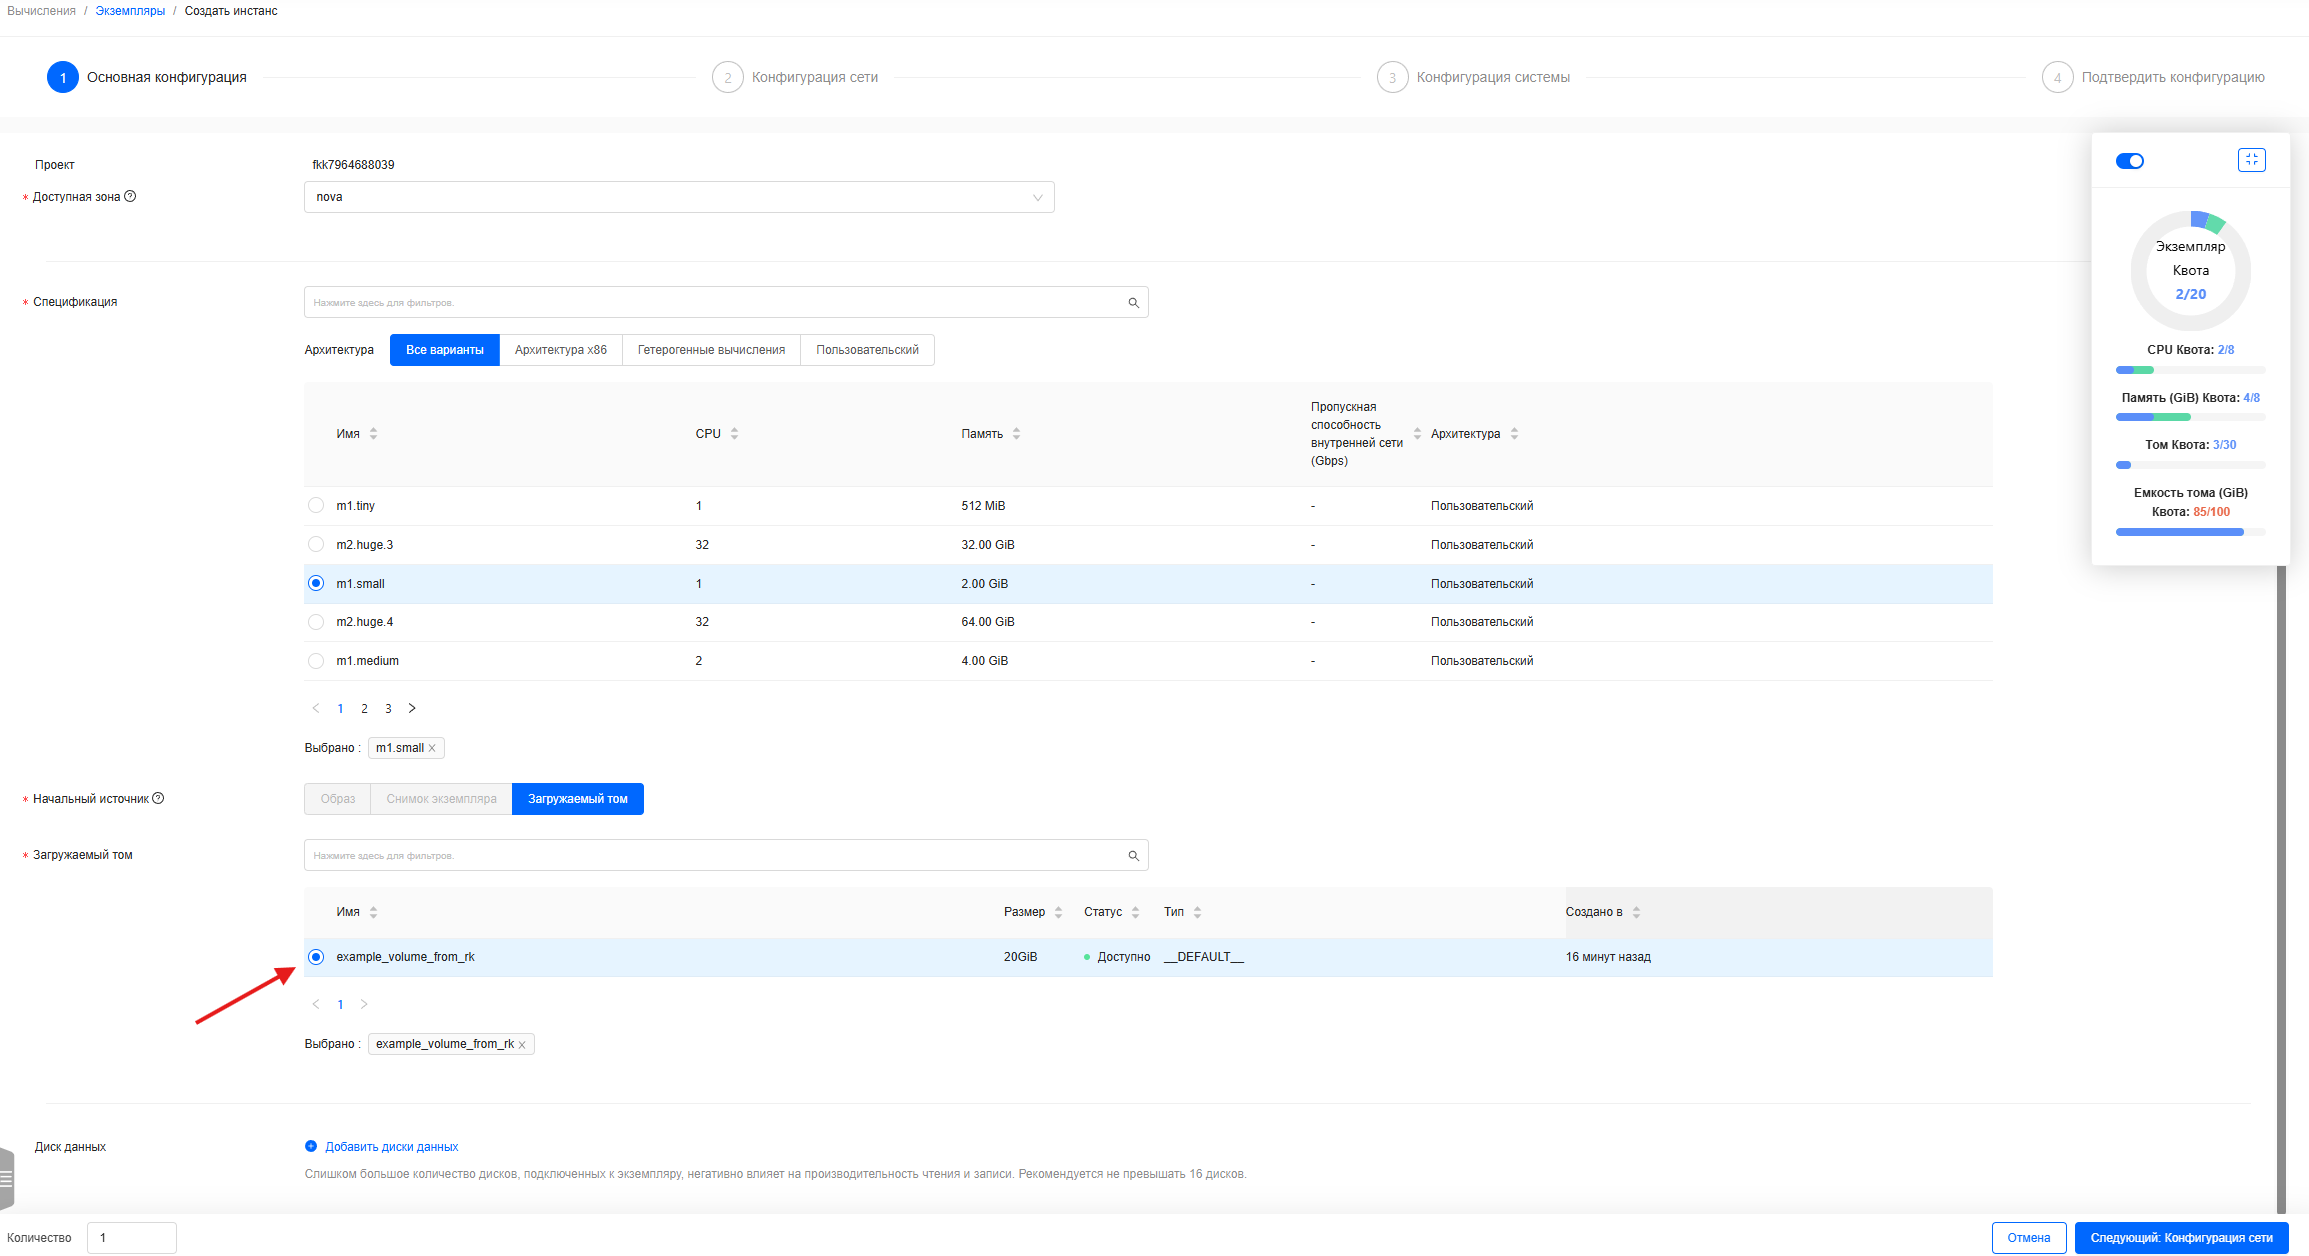 Вычисления / Экземпляры / Создать инстанс
1 Основная конфигурация
2 Конфигурация сети
3 Конфигурация системы
4 Подтвердить конфигурацию
Проект fkk7964688039
* Доступная зона nova
* Спецификация Нажмите здесь для фильтров.
Архитектура Все варианты Архитектура x86 Гетерогенные вычисления Пользовательский
Имя CPU Память Пропускная способность внутренней сети (Gbps) Архитектура
m1.tiny 1 512 MiB - Пользовательский
m2.huge.3 32 32.00 GiB - Пользовательский
m1.small 1 2.00 GiB - Пользовательский
m2.huge.4 32 64.00 GiB - Пользовательский
m1.medium 2 4.00 GiB - Пользовательский
< 1 2 3 >
Выбрано : m1.small
* Начальный источник Образ Снимок экземпляра Загружаемый том
* Загружаемый том Нажмите здесь для фильтров.
Имя Размер Статус Тип Создано в
example_volume_from_rk 20GiB Доступно __DEFAULT__ 16 минут назад
< 1 >
Выбрано : example_volume_from_rk
Диск данных Добавить диски данных
Слишком большое количество дисков, подключенных к экземпляру, негативно влияет на производительность чтения и записи. Рекомендуется не превышать 16 дисков.
Количество 1
Отмена Следующий: Конфигурация сети
Экземпляр
Квота
2/20
CPU Квота: 2/8
Память (GiB) Квота: 4/8
Том Квота: 3/30
Емкость тома (GiB)
Квота: 85/100